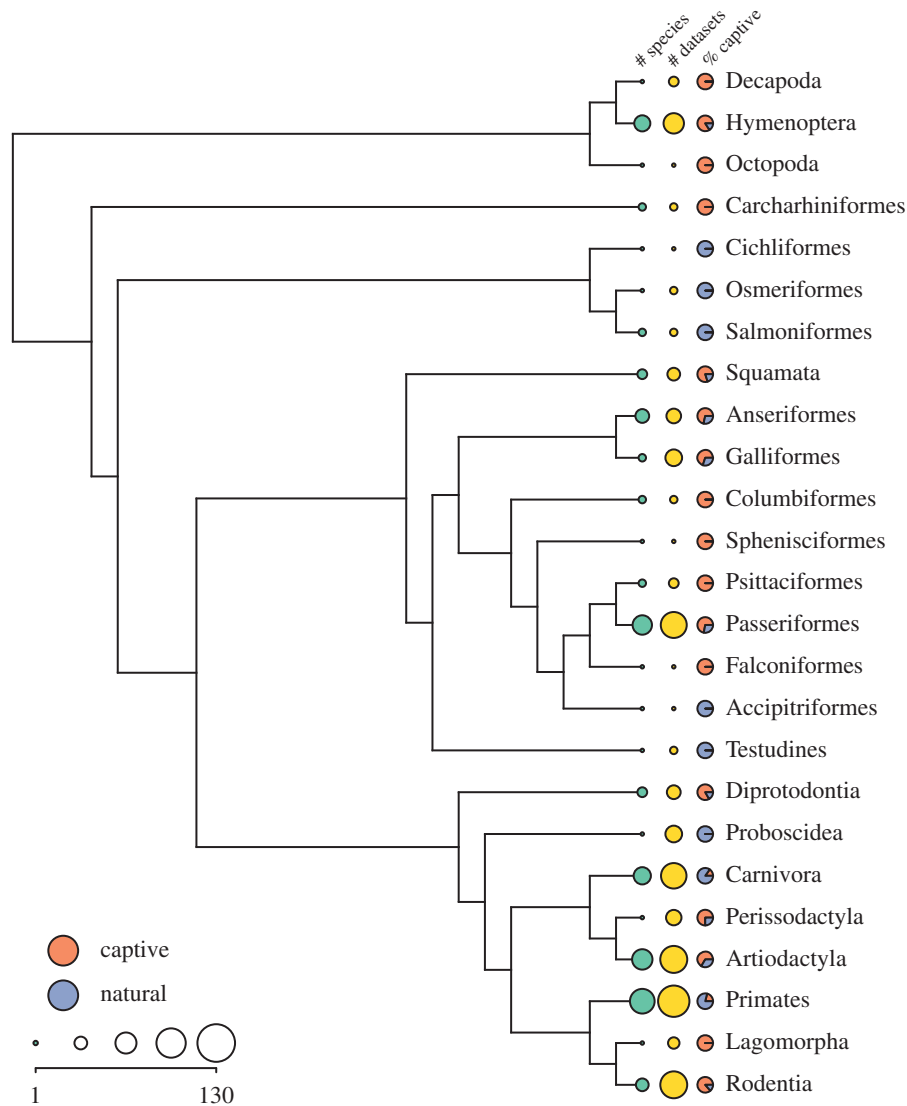 # species
# datasets
% captive
Decapoda
Hymenoptera
Octopoda
Carcharhiniformes
Cichliformes
Osmeriformes
Salmoniformes
Squamata
Anseriformes
Galliformes
Columbiformes
Sphenisciformes
Psittaciformes
Passeriformes
Falconiformes
Accipitriformes
Testudines
Diprotodontia
Proboscidea
Carnivora
Perissodactyla
Artiodactyla
Primates
Lagomorpha
Rodentia
captive
natural
1 130